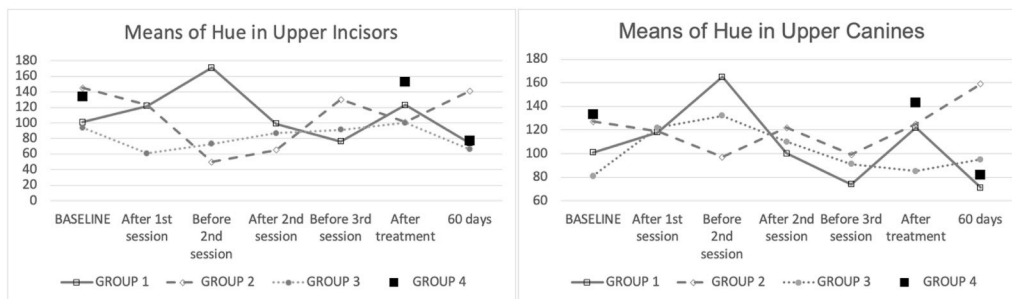 Means of Hue in Upper Incisors
180
160
140
120
100
80
60
40
20
0
BASELINE
After 1st
session
Before
2nd
session
After 2nd
session
Before 3rd
session
After
treatment
60 days
GROUP 1
GROUP 2
GROUP 3
GROUP 4
Means of Hue in Upper Canines
180
160
140
120
100
80
60
BASELINE
After 1st
session
Before
2nd
session
After 2nd
session
Before 3rd
session
After
treatment
60 days
GROUP 1
GROUP 2
GROUP 3
GROUP 4